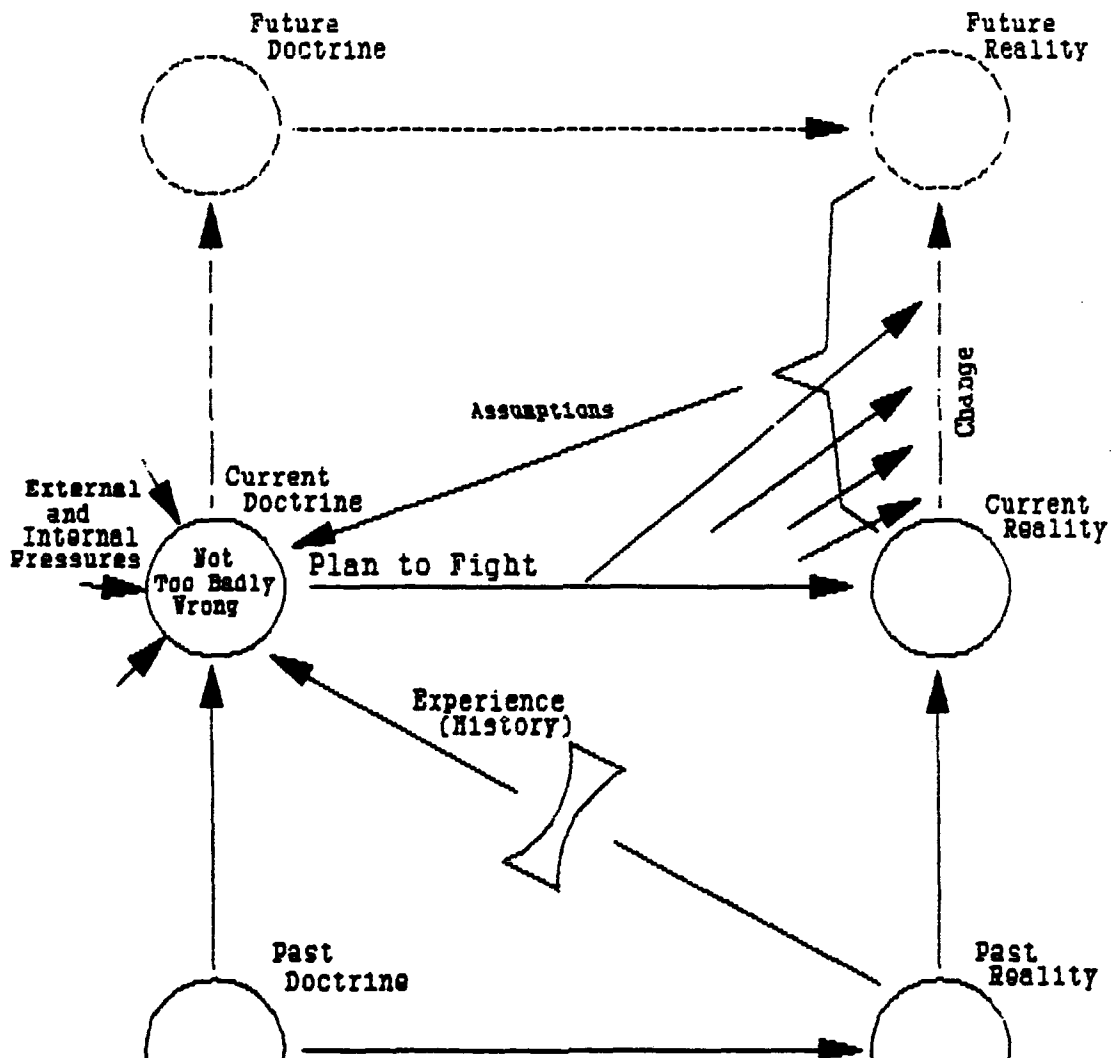 Future
Doctrine
Future
Reality
Change
Assumptions
External
and
Internal
Pressures
Current
Doctrine
Current
Reality
Not
Too Badly
Wrong
Plan to Fight
Experience
(History)
Past
Doctrine
Past
Reality